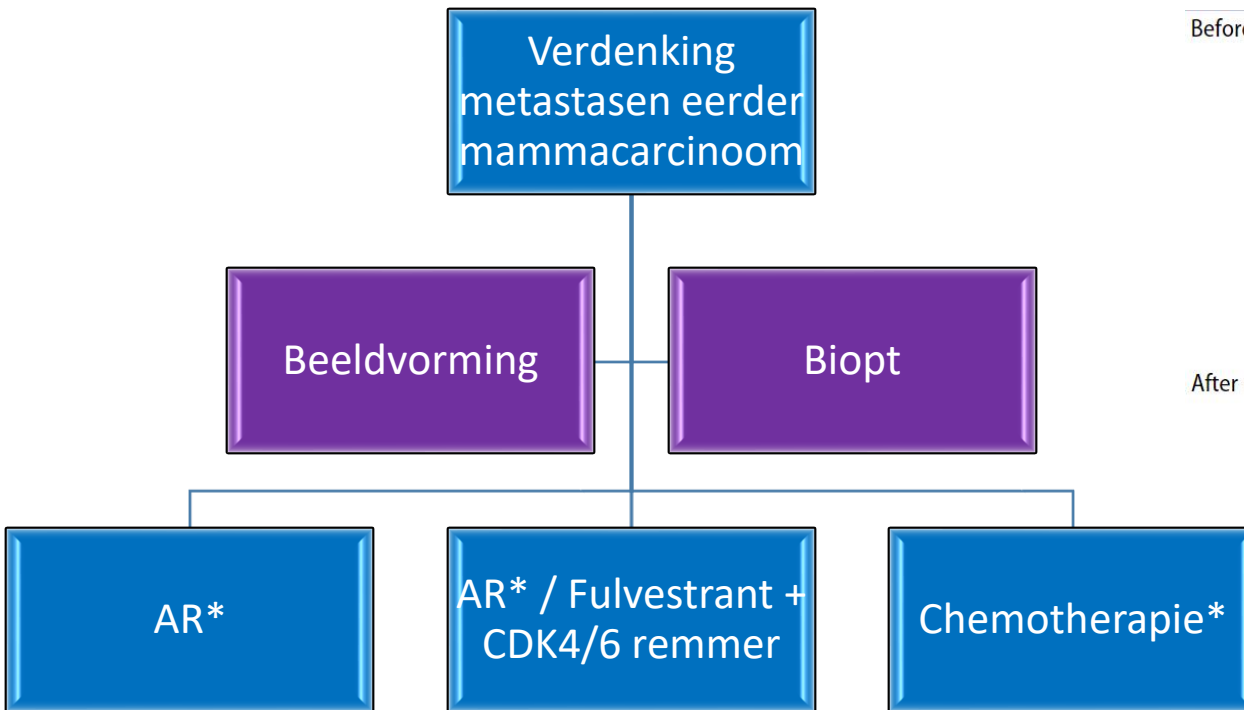 Verdenking
metastasen eerder
mammacarcinoom
Beeldvorming
Biopt
After
AR*
AR* / Fulvestrant +
CDK4/6 remmer
Chemotherapie*